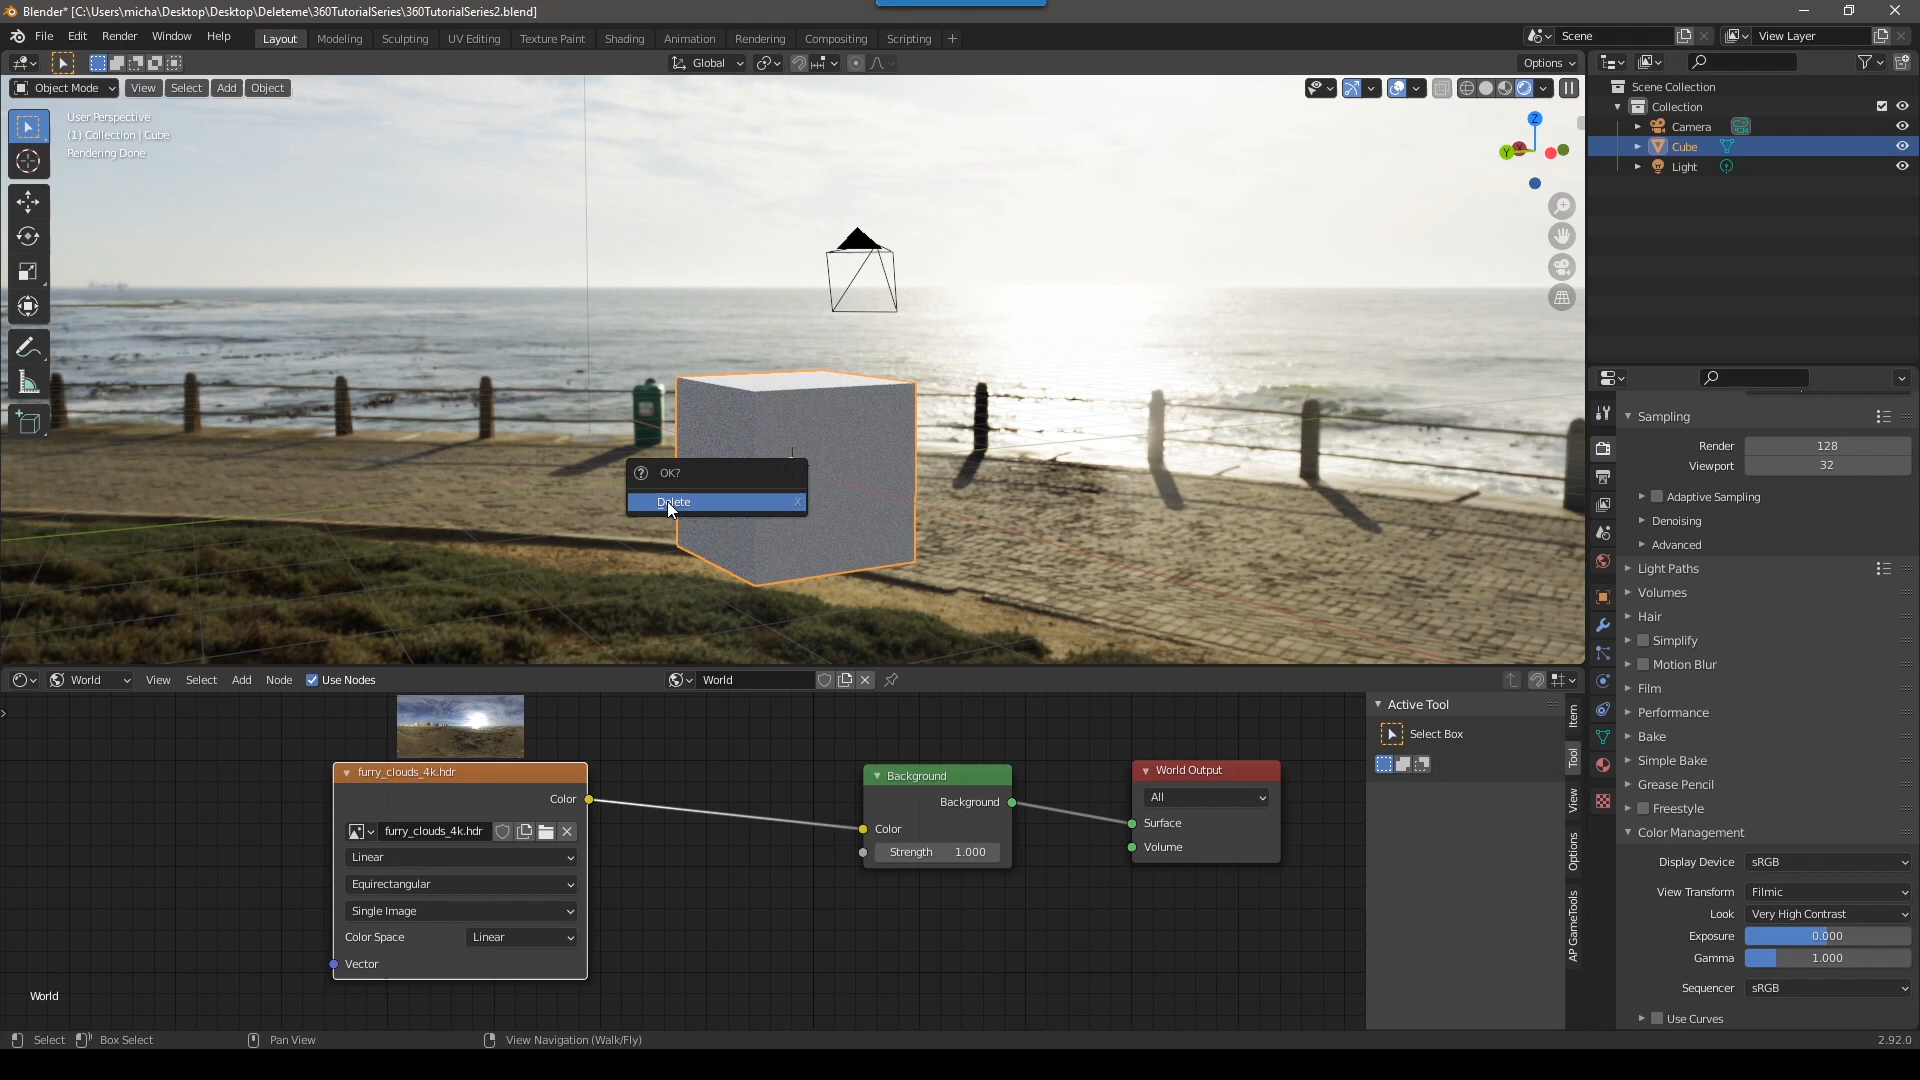 Blender* [C:\Users\micha\Desktop\Desktop\Deleteme\360TutorialSeries\360TutorialSeries2.blend]
File Edit Render Window Help Layout Modeling Sculpting UV Editing Texture Paint Shading Animation Rendering Compositing Scripting + Scene View Layer
Global Options
Object Mode View Select Add Object
User Perspective
(1) Collection | Cube
Rendering Done
Z
Y
X
Scene Collection
Collection
Camera
Cube
Light
OK?
Delete X
Sampling
Render 128
Viewport 32
Adaptive Sampling
Denoising
Advanced
Light Paths
Volumes
Hair
Simplify
Motion Blur
Film
Performance
Bake
Simple Bake
Grease Pencil
Freestyle
Color Management
Display Device sRGB
View Transform Filmic
Look Very High Contrast
Exposure 0.000
Gamma 1.000
Sequencer sRGB
Use Curves
World View Select Add Node Use Nodes World
furry_clouds_4k.hdr
Color
furry_clouds_4k.hdr
Linear
Equirectangular
Single Image
Color Space Linear
Vector
Background
Background
Color
Strength 1.000
World Output
All
Surface
Volume
Active Tool
Select Box
Item
Tool
View
Options
AP GameTools
World
Select Box Select Pan View View Navigation (Walk/Fly) 2.92.0